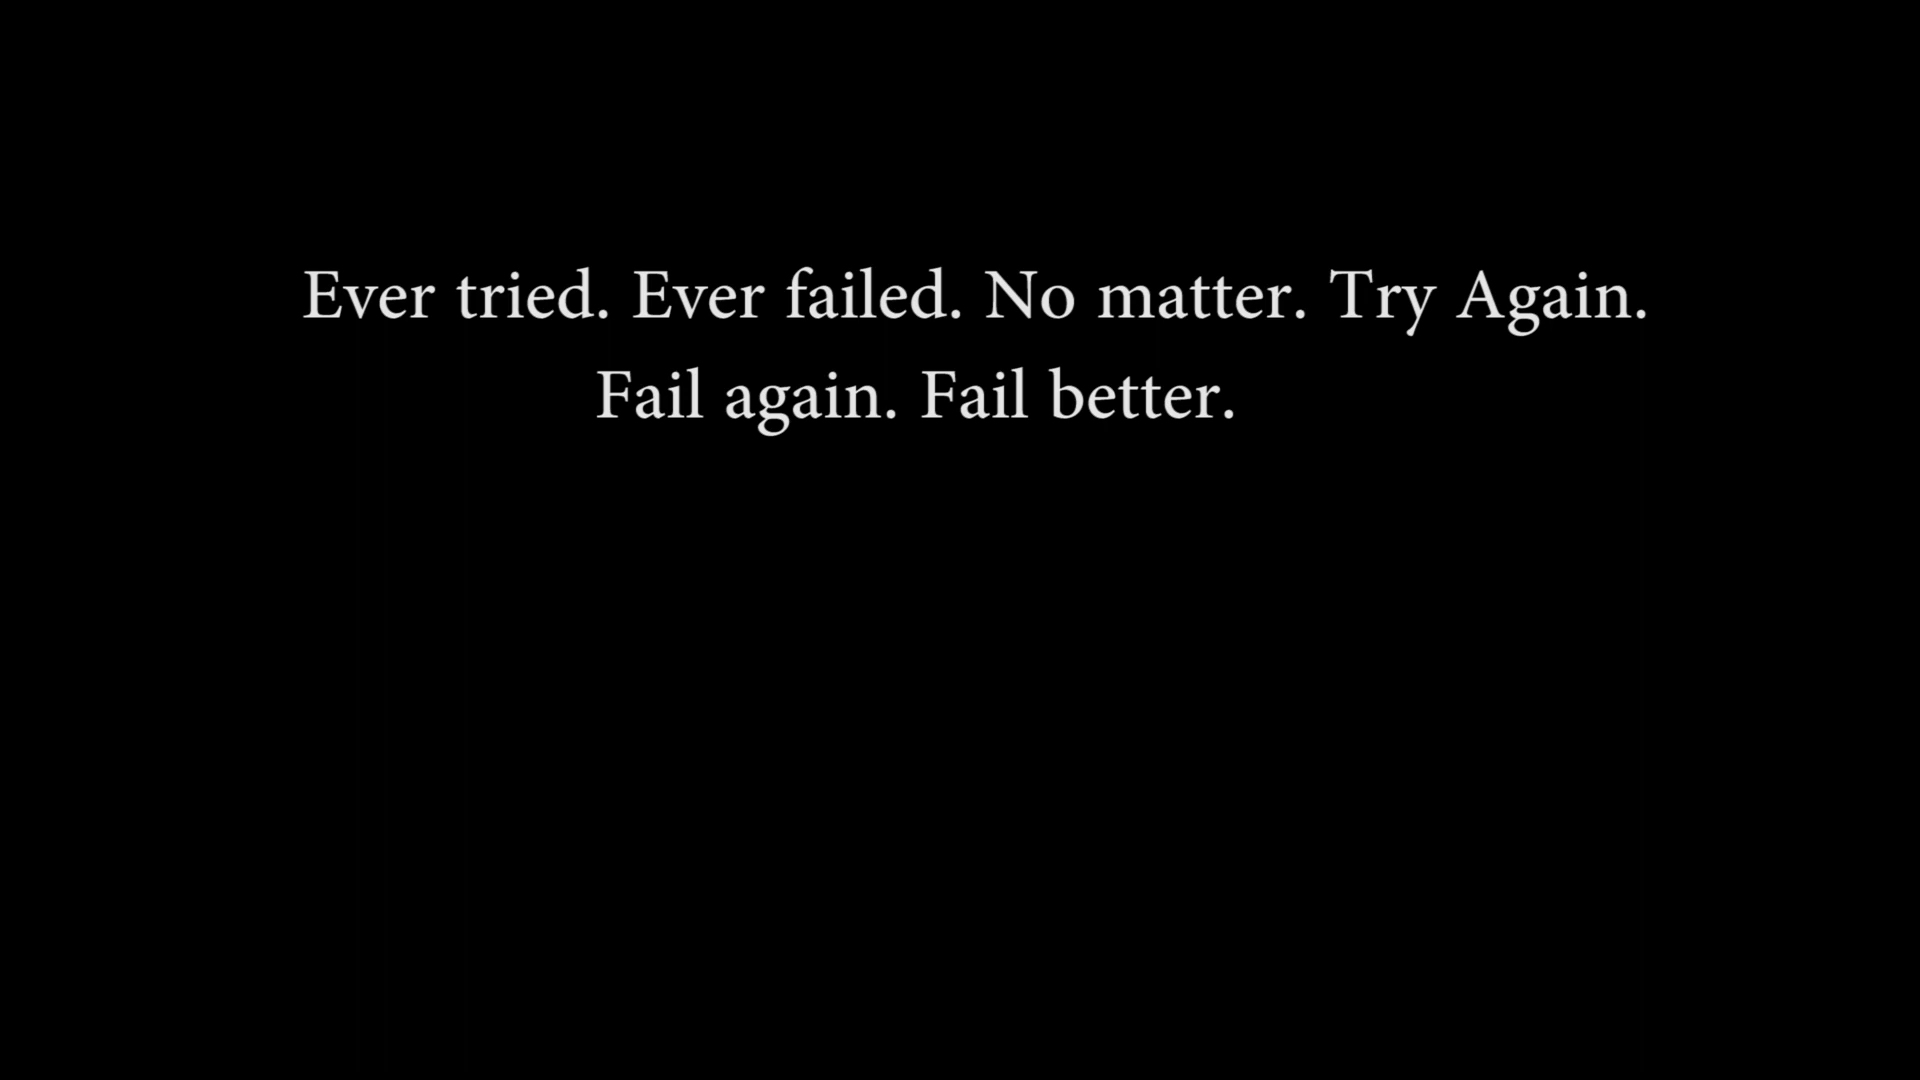 Ever tried. Ever failed. No matter. Try Again.
Fail again. Fail better.